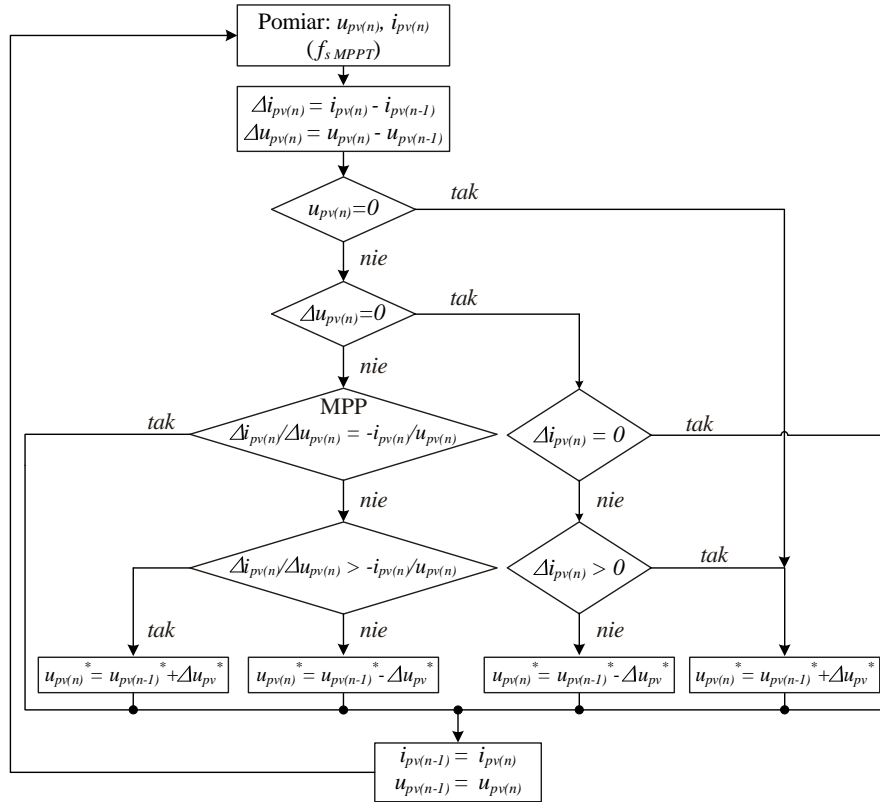 Pomiar: u_pv(n), i_pv(n)
(f_s MPPT)
Δi_pv(n) = i_pv(n) - i_pv(n-1)
Δu_pv(n) = u_pv(n) - u_pv(n-1)
u_pv(n)=0
tak
nie
Δu_pv(n)=0
tak
nie
MPP
Δi_pv(n)/Δu_pv(n) = -i_pv(n)/u_pv(n)
tak
nie
Δi_pv(n) = 0
tak
nie
Δi_pv(n)/Δu_pv(n) > -i_pv(n)/u_pv(n)
tak
nie
Δi_pv(n) > 0
tak
nie
u_pv(n)* = u_pv(n-1)* +Δu_pv*
u_pv(n)* = u_pv(n-1)* - Δu_pv*
u_pv(n)* = u_pv(n-1)* - Δu_pv*
u_pv(n)* = u_pv(n-1)* +Δu_pv*
i_pv(n-1) = i_pv(n)
u_pv(n-1) = u_pv(n)